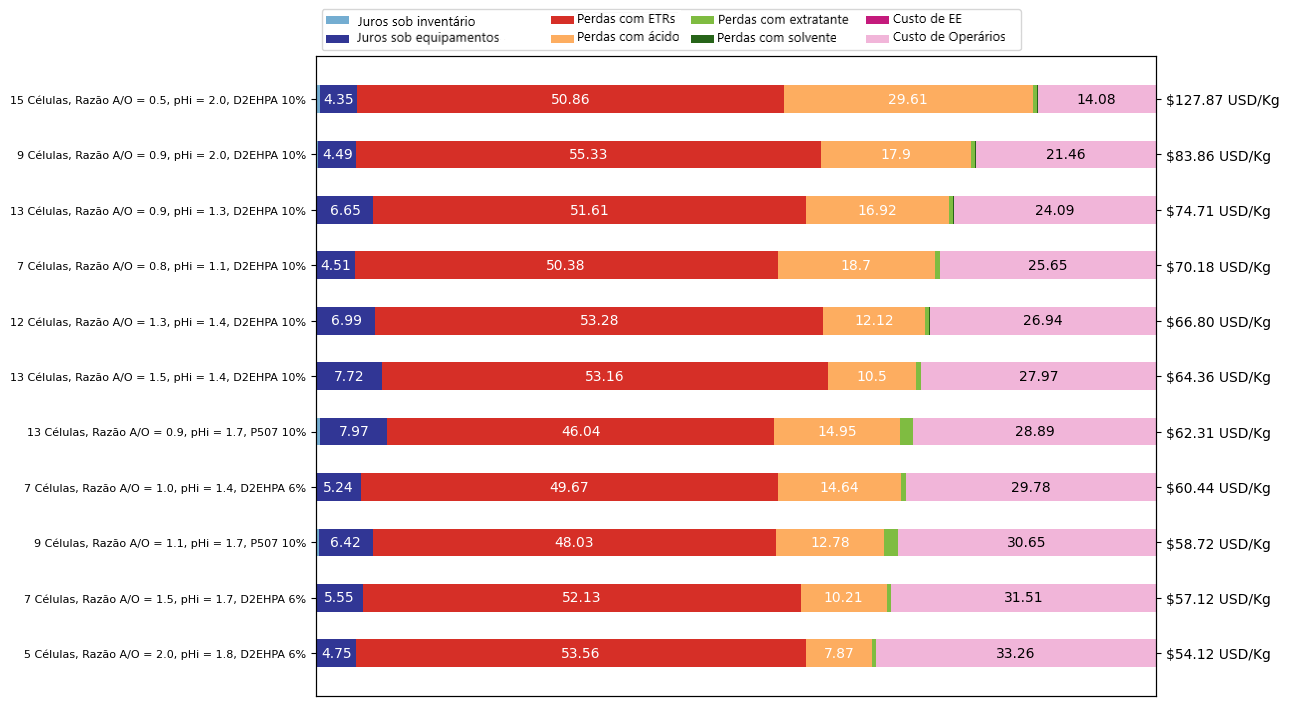 Juros sob inventário Perdas com ETRs Perdas com extratante Custo de EE
Juros sob equipamentos Perdas com ácido Perdas com solvente Custo de Operários
15 Células, Razão A/O = 0.5, pHi = 2.0, D2EHPA 10% 4.35 50.86 29.61 14.08 $127.87 USD/Kg
9 Células, Razão A/O = 0.9, pHi = 2.0, D2EHPA 10% 4.49 55.33 17.9 21.46 $83.86 USD/Kg
13 Células, Razão A/O = 0.9, pHi = 1.3, D2EHPA 10% 6.65 51.61 16.92 24.09 $74.71 USD/Kg
7 Células, Razão A/O = 0.8, pHi = 1.1, D2EHPA 10% 4.51 50.38 18.7 25.65 $70.18 USD/Kg
12 Células, Razão A/O = 1.3, pHi = 1.4, D2EHPA 10% 6.99 53.28 12.12 26.94 $66.80 USD/Kg
13 Células, Razão A/O = 1.5, pHi = 1.4, D2EHPA 10% 7.72 53.16 10.5 27.97 $64.36 USD/Kg
13 Células, Razão A/O = 0.9, pHi = 1.7, P507 10% 7.97 46.04 14.95 28.89 $62.31 USD/Kg
7 Células, Razão A/O = 1.0, pHi = 1.4, D2EHPA 6% 5.24 49.67 14.64 29.78 $60.44 USD/Kg
9 Células, Razão A/O = 1.1, pHi = 1.7, P507 10% 6.42 48.03 12.78 30.65 $58.72 USD/Kg
7 Células, Razão A/O = 1.5, pHi = 1.7, D2EHPA 6% 5.55 52.13 10.21 31.51 $57.12 USD/Kg
5 Células, Razão A/O = 2.0, pHi = 1.8, D2EHPA 6% 4.75 53.56 7.87 33.26 $54.12 USD/Kg